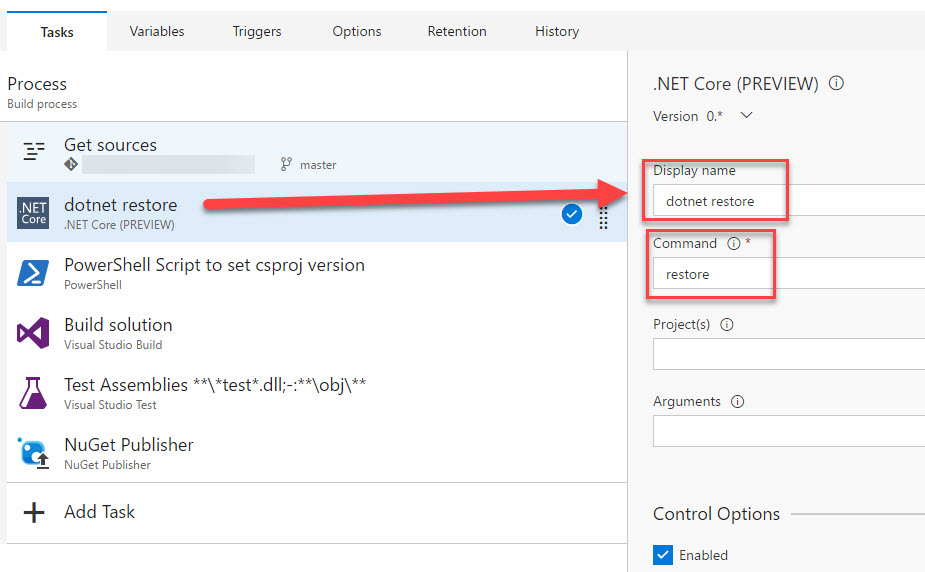 Tasks
Variables
Triggers
Options
Retention
History
Process
Build process
Get sources
master
.NET
Core
dotnet restore
.NET Core (PREVIEW)
PowerShell Script to set csproj version
PowerShell
Build solution
Visual Studio Build
Test Assemblies **\*test*.dll;-:**\obj\**
Visual Studio Test
NuGet Publisher
NuGet Publisher
Add Task
.NET Core (PREVIEW)
Version 0.*
Display name
dotnet restore
Command *
restore
Project(s)
Arguments
Control Options
Enabled